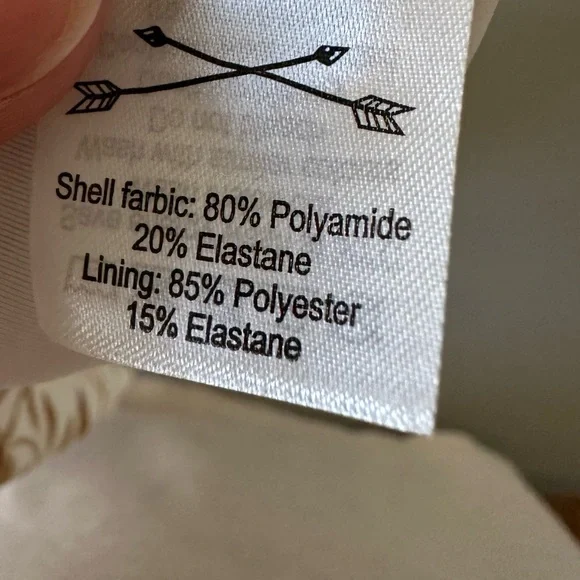 Shell farbic: 80% Polyamide
20% Elastane
Lining: 85% Polyester
15% Elastane